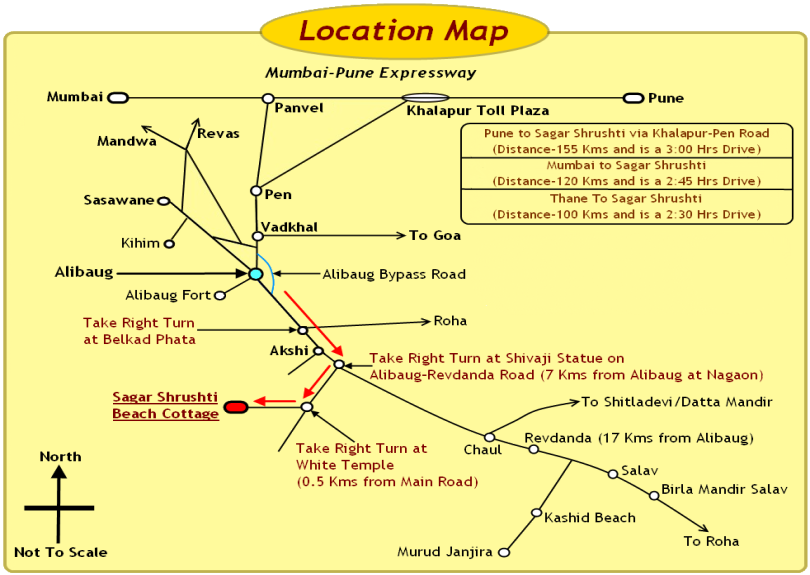 Location Map
Mumbai-Pune Expressway
Mumbai
Panvel
Khalapur Toll Plaza
Pune
Revas
Mandwa
Pune to Sagar Shrushti via Khalapur-Pen Road
(Distance-155 Kms and is a 3:00 Hrs Drive)
Mumbai to Sagar Shrushti
(Distance-120 Kms and is a 2:45 Hrs Drive)
Thane To Sagar Shrushti
(Distance-100 Kms and is a 2:30 Hrs Drive)
Sasawane
Pen
Kihim
Vadkhal
To Goa
Alibaug
Alibaug Bypass Road
Alibaug Fort
Take Right Turn
at Belkad Phata
Roha
Akshi
Take Right Turn at Shivaji Statue on
Alibaug-Revdanda Road (7 Kms from Alibaug at Nagaon)
Sagar Shrushti
Beach Cottage
To Shitladevi/Datta Mandir
Chaul
Revdanda (17 Kms from Alibaug)
Take Right Turn at
White Temple
(0.5 Kms from Main Road)
Salav
Birla Mandir Salav
North
Kashid Beach
To Roha
Not To Scale
Murud Janjira